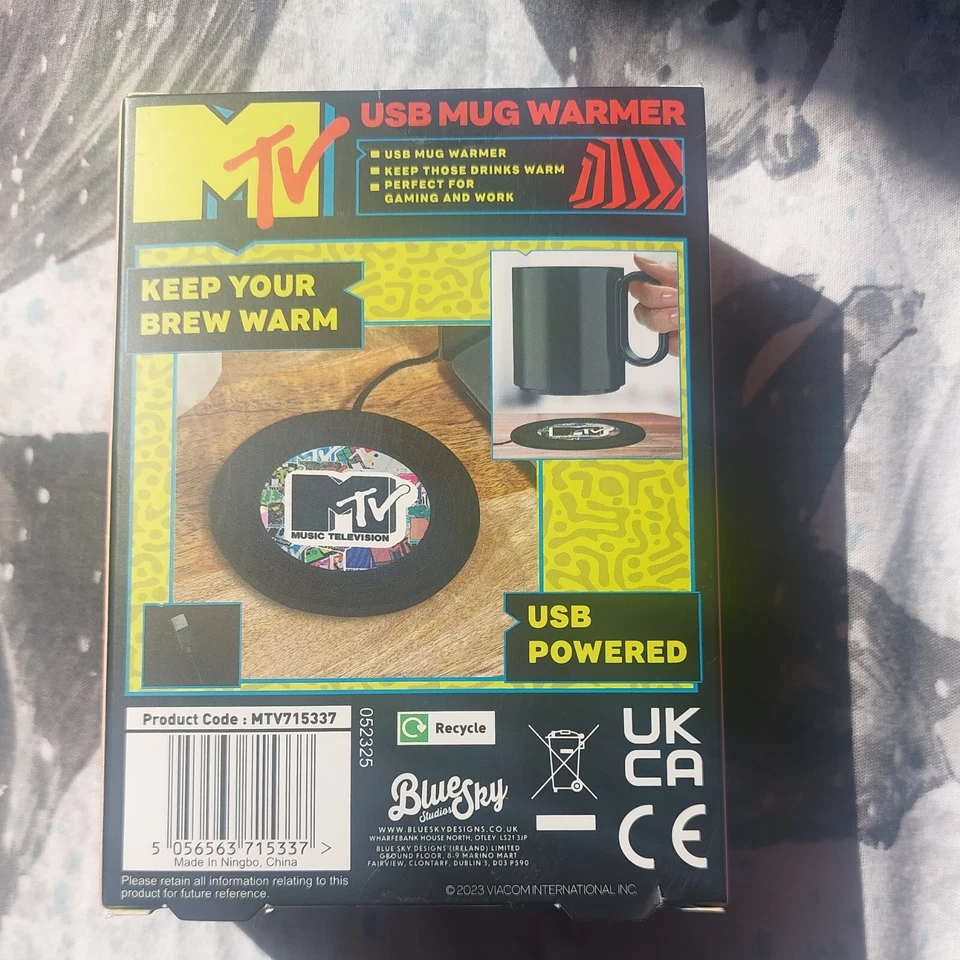 MTV
USB MUG WARMER
USB MUG WARMER
KEEP THOSE DRINKS WARM
PERFECT FOR
GAMING AND WORK
KEEP YOUR
BREW WARM
MTV
MTV
MUSIC TELEVISION
USB
POWERED
Product Code : MTV715337
052325
5 056563 715337 >
Made In Ningbo, China
Please retain all information relating to this
product for future reference.
Recycle
BlueSky
Studios
WWW.BLUESKYDESIGNS.CO.UK
WHARFEBANK HOUSE NORTH, OTLEY LS21 3JP
BLUE SKY DESIGNS (IRELAND) LIMITED
GROUND FLOOR, 8-9 MARINO MART
FAIRVIEW, CLONTARF, DUBLIN 3, D03 P590
UK
CA
CE
© 2023 VIACOM INTERNATIONAL INC.